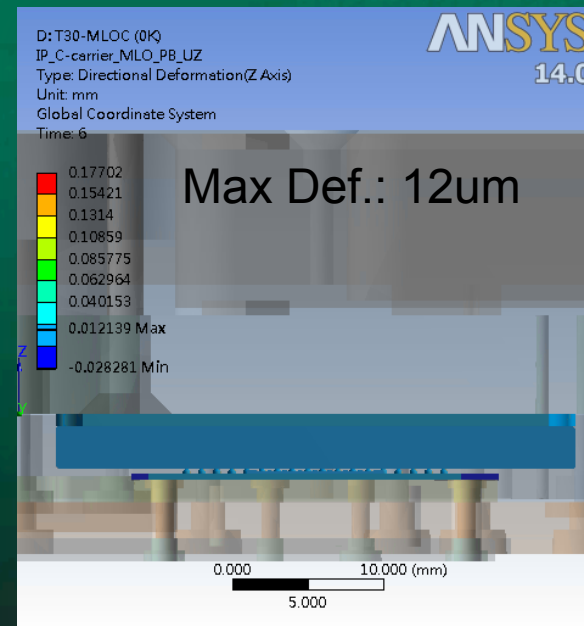 D: T30-MLOC (0K)
IP_C-carrier_MLO_PB_UZ
Type: Directional Deformation(Z Axis)
Unit: mm
Global Coordinate System
Time: 6
ANSYS
14.0
Max Def.: 12um
0.17702
0.15421
0.1314
0.10859
0.085775
0.062964
0.040153
0.012139 Max
-0.028281 Min
Z
Y
0.000 10.000 (mm)
5.000